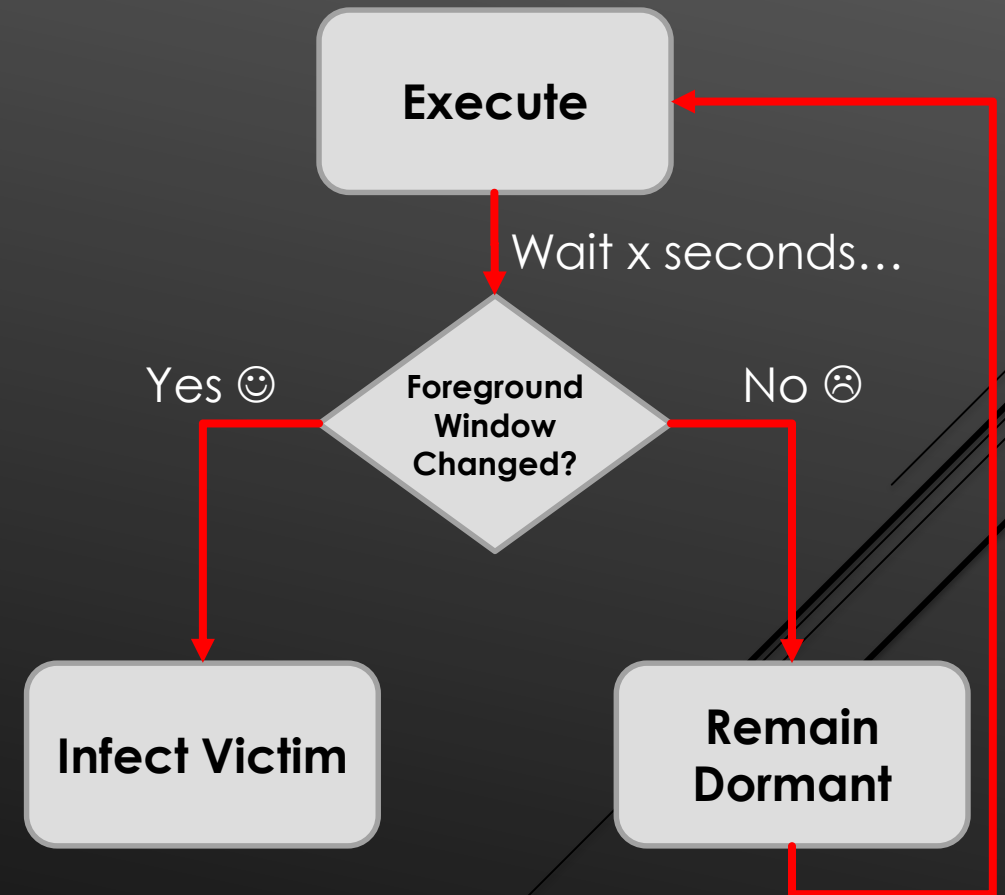 Execute
Wait x seconds…
Yes ☺
No ☹
Foreground
Window
Changed?
Infect Victim
Remain
Dormant